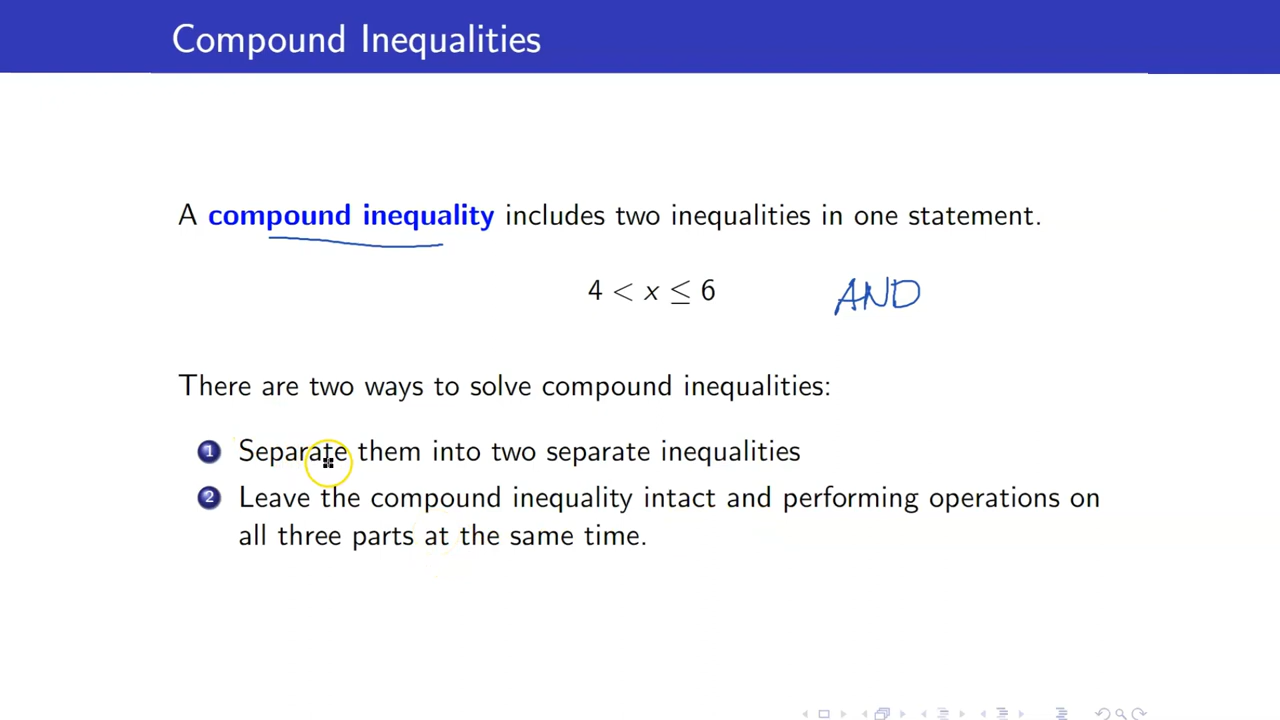 Compound Inequalities
A compound inequality includes two inequalities in one statement.
4 < x ≤ 6 AND
There are two ways to solve compound inequalities:
1 Separate them into two separate inequalities
2 Leave the compound inequality intact and performing operations on
all three parts at the same time.